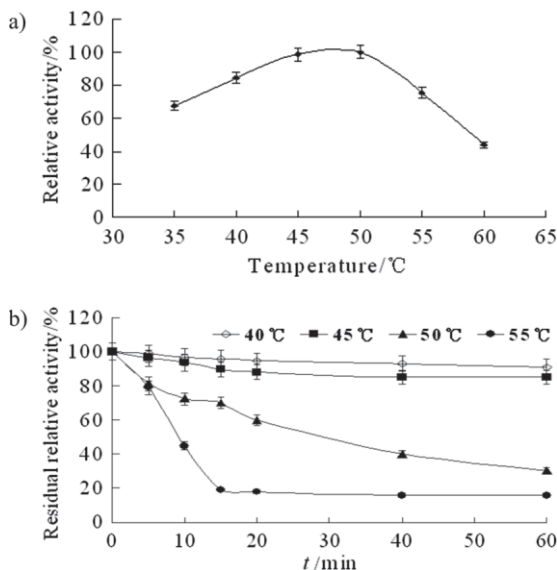 a)
Relative activity/%
120
100
80
60
40
20
0
30 35 40 45 50 55 60 65
Temperature/℃
b)
Residual relative activity/%
120
100
80
60
40
20
0
40℃ 45℃ 50℃ 55℃
0 10 20 30 40 50 60
t/min